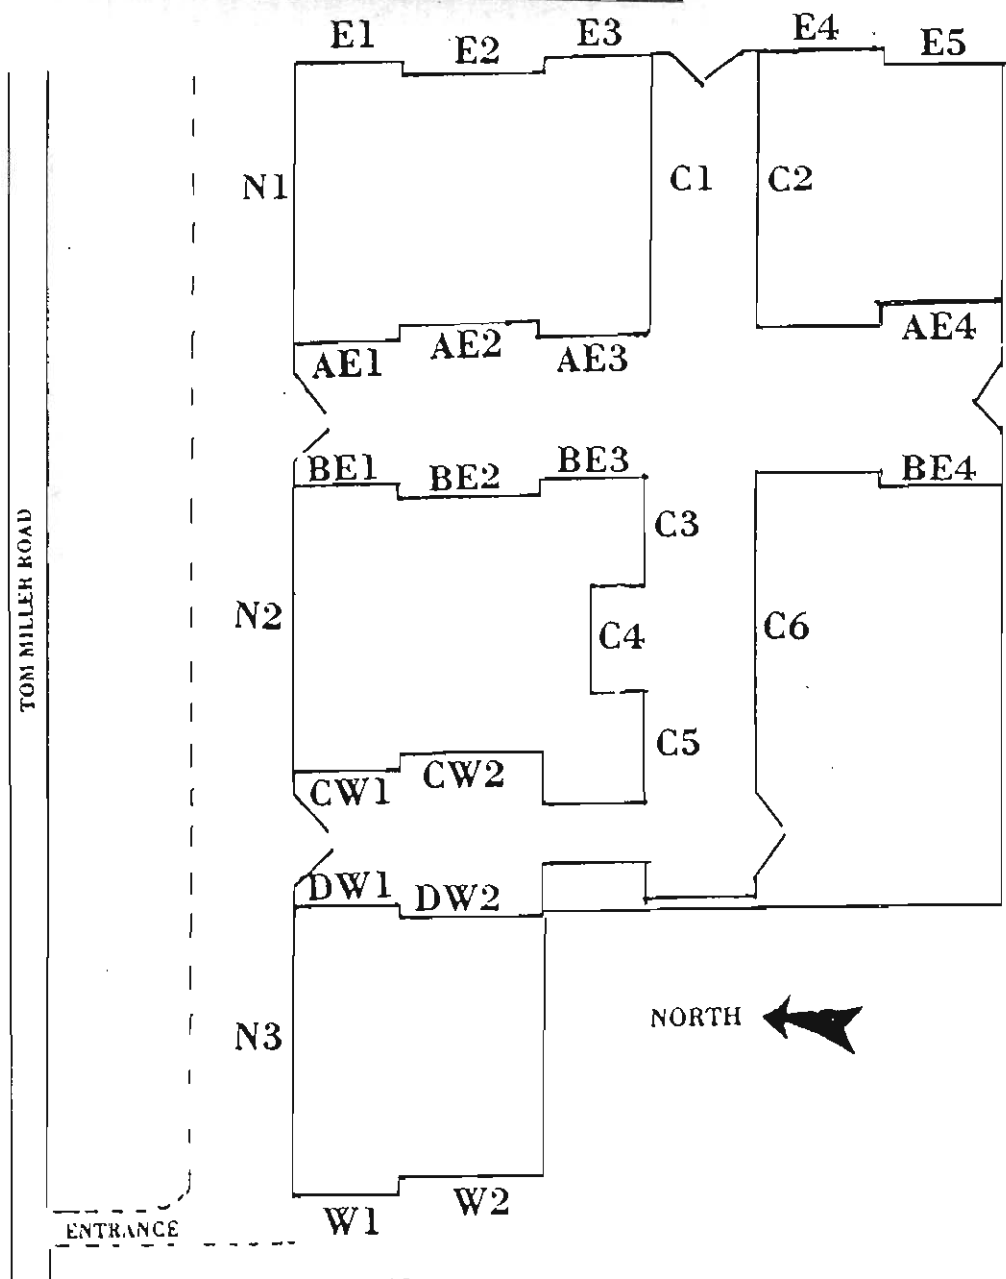 E1
E2
E3
E4
E5
N1
C1
C2
AE1
AE2
AE3
AE4
BE1
BE2
BE3
BE4
C3
TOM MILLER ROAD
N2
C4
C6
C5
CW1
CW2
DW1
DW2
NORTH
N3
W1
W2
ENTRANCE